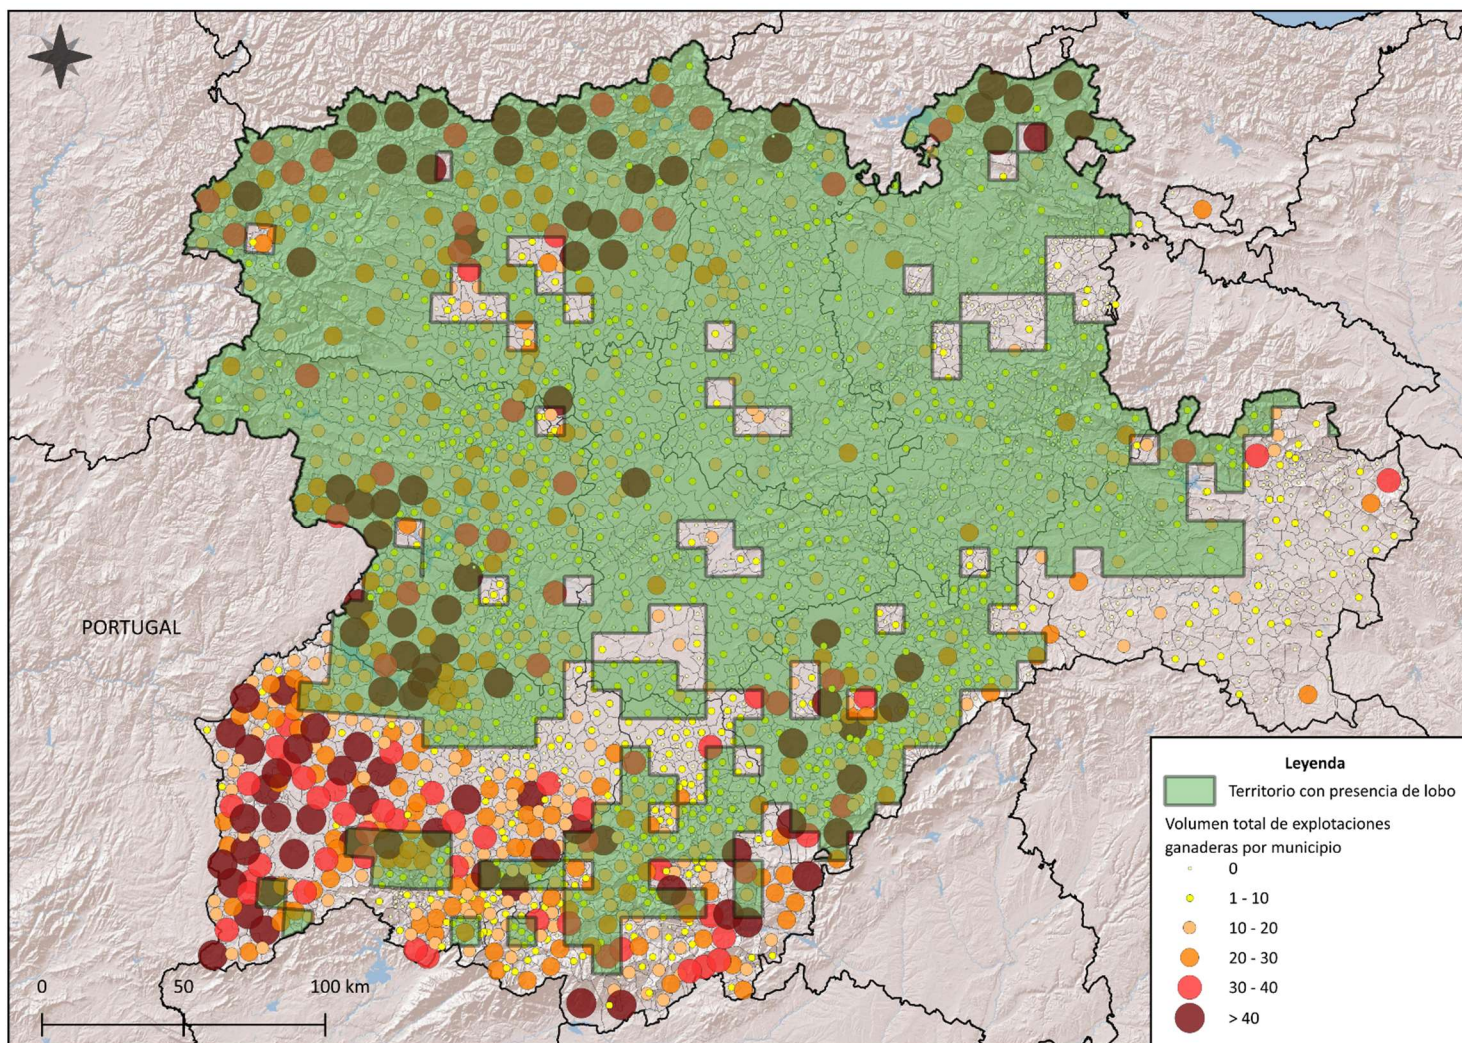 PORTUGAL
0 50 100 km
Leyenda
Territorio con presencia de lobo
Volumen total de explotaciones
ganaderas por municipio
0
1 - 10
10 - 20
20 - 30
30 - 40
> 40